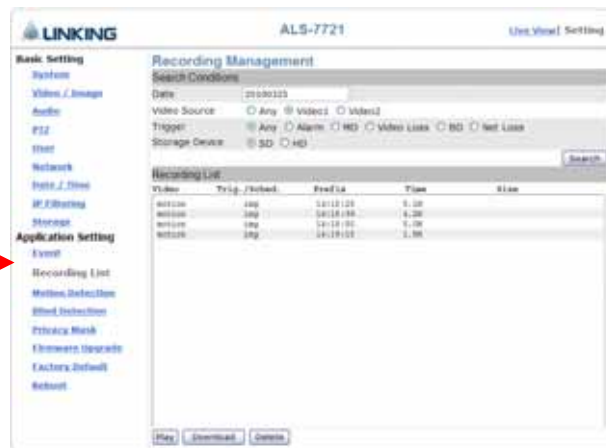 LINKING
ALS-7721
Live View| Setting
Basic Setting
System
Video / Image
Audio
PTZ
User
Network
Date / Time
IP Filtering
Storage
Application Setting
Event
Recording List
Motion Detection
Blind Detection
Privacy Mask
Firmware Upgrade
Factory Default
Reboot
Recording Management
Search Conditions
Date
Video Source Any Video1 Video2
Trigger Any Alarm MD Video Loss BD Net Loss
Storage Device SD HD
Search
Recording List
Video Trig./Sched. Prefix Time Size
motion img
motion img
motion img
motion img
Play Download Delete